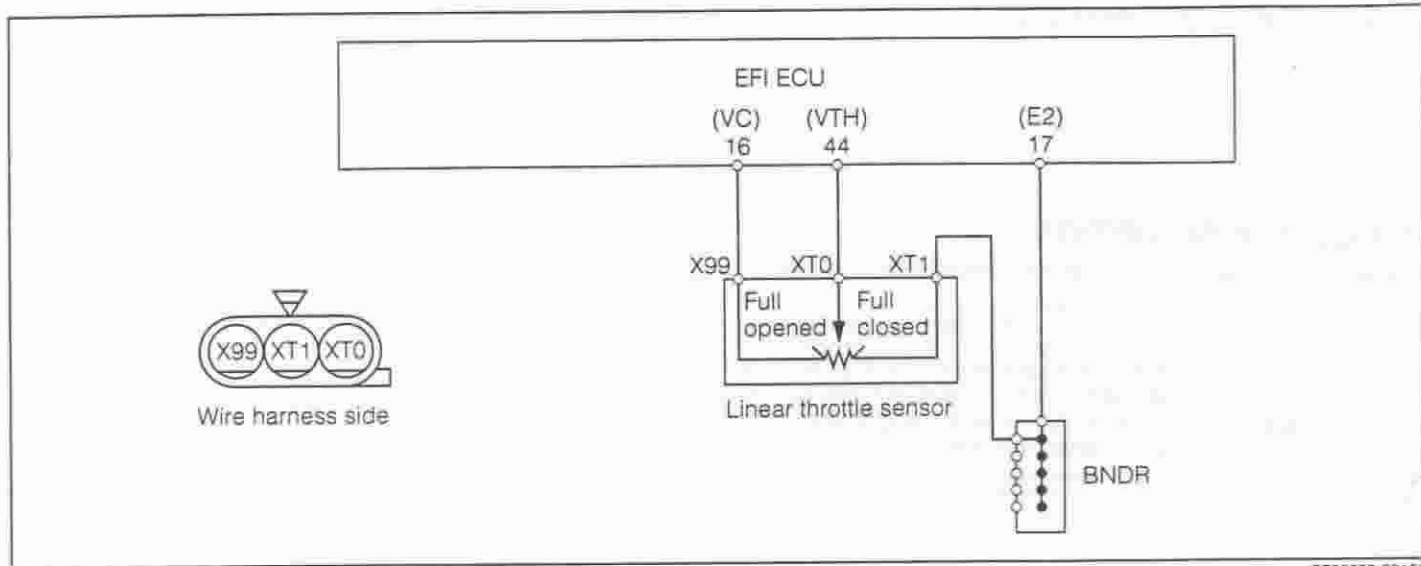 EFI ECU
(VC) (VTH) (E2)
16 44 17
X99 XT0 XT1
Full opened
Full closed
X99 XT1 XT0
Wire harness side
Linear throttle sensor
BNDR